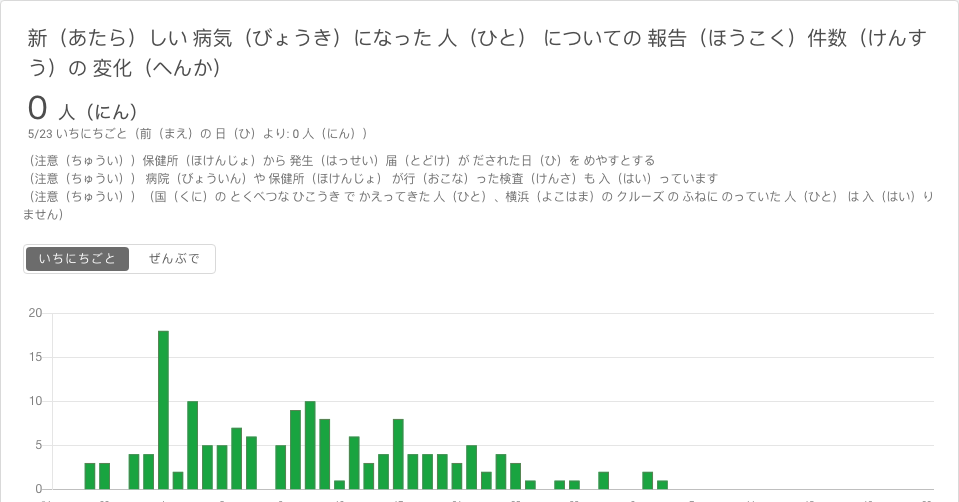 新（あたら）しい 病気（びょうき）になった 人（ひと） についての 報告（ほうこく）件数（けんす
う）の 変化（へんか）
0 人（にん）
5/23 いちにちごと（前（まえ）の 日（ひ）より: 0 人（にん））
（注意（ちゅうい））保健所（ほけんじょ）から 発生（はっせい）届（とどけ）が だされた日（ひ）を めやすとする
（注意（ちゅうい）） 病院（びょういん）や 保健所（ほけんじょ） が行（おこな）った検査（けんさ）も 入（はい）っています
（注意（ちゅうい））（国（くに）の とくべつな ひこうき で かえってきた 人（ひと）、横浜（よこはま）の クルーズ の ふねに のっていた 人（ひと） は 入（はい）り
ません）
いちにちごと ぜんぶで
20
15
10
5
0